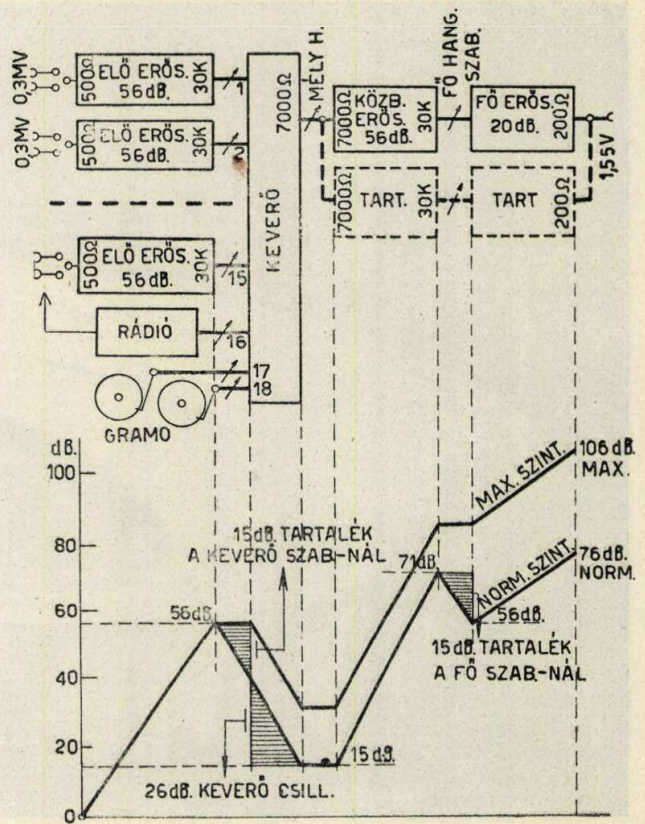 0,3MV
500Ω
ELŐ ERŐS.
56dB.
30K
1
0,3MV
500Ω
ELŐ ERŐS.
56dB.
30K
2
500Ω
ELŐ ERŐS.
56dB.
30K
15
RÁDIÓ
16
17
18
GRAMO
KEVERŐ
7000Ω
MÉLY H.
7000Ω
KÖZB.
ERŐS.
56dB.
30K
FŐ HANG.
SZAB.
FŐ ERŐS.
20dB.
200Ω
1,55V
7000Ω
TART.
30K
TART
200Ω
dB.
100
80
60
40
20
0
56dB.
15dB. TARTALÉK
A KEVERŐ SZAB-NÁL
26dB. KEVERŐ CSILL.
15dB.
71dB.
MAX. SZINT.
106dB.
MAX.
NORM. SZINT.
76dB.
NORM.
56dB.
15dB. TARTALÉK
A FŐ SZAB-NÁL